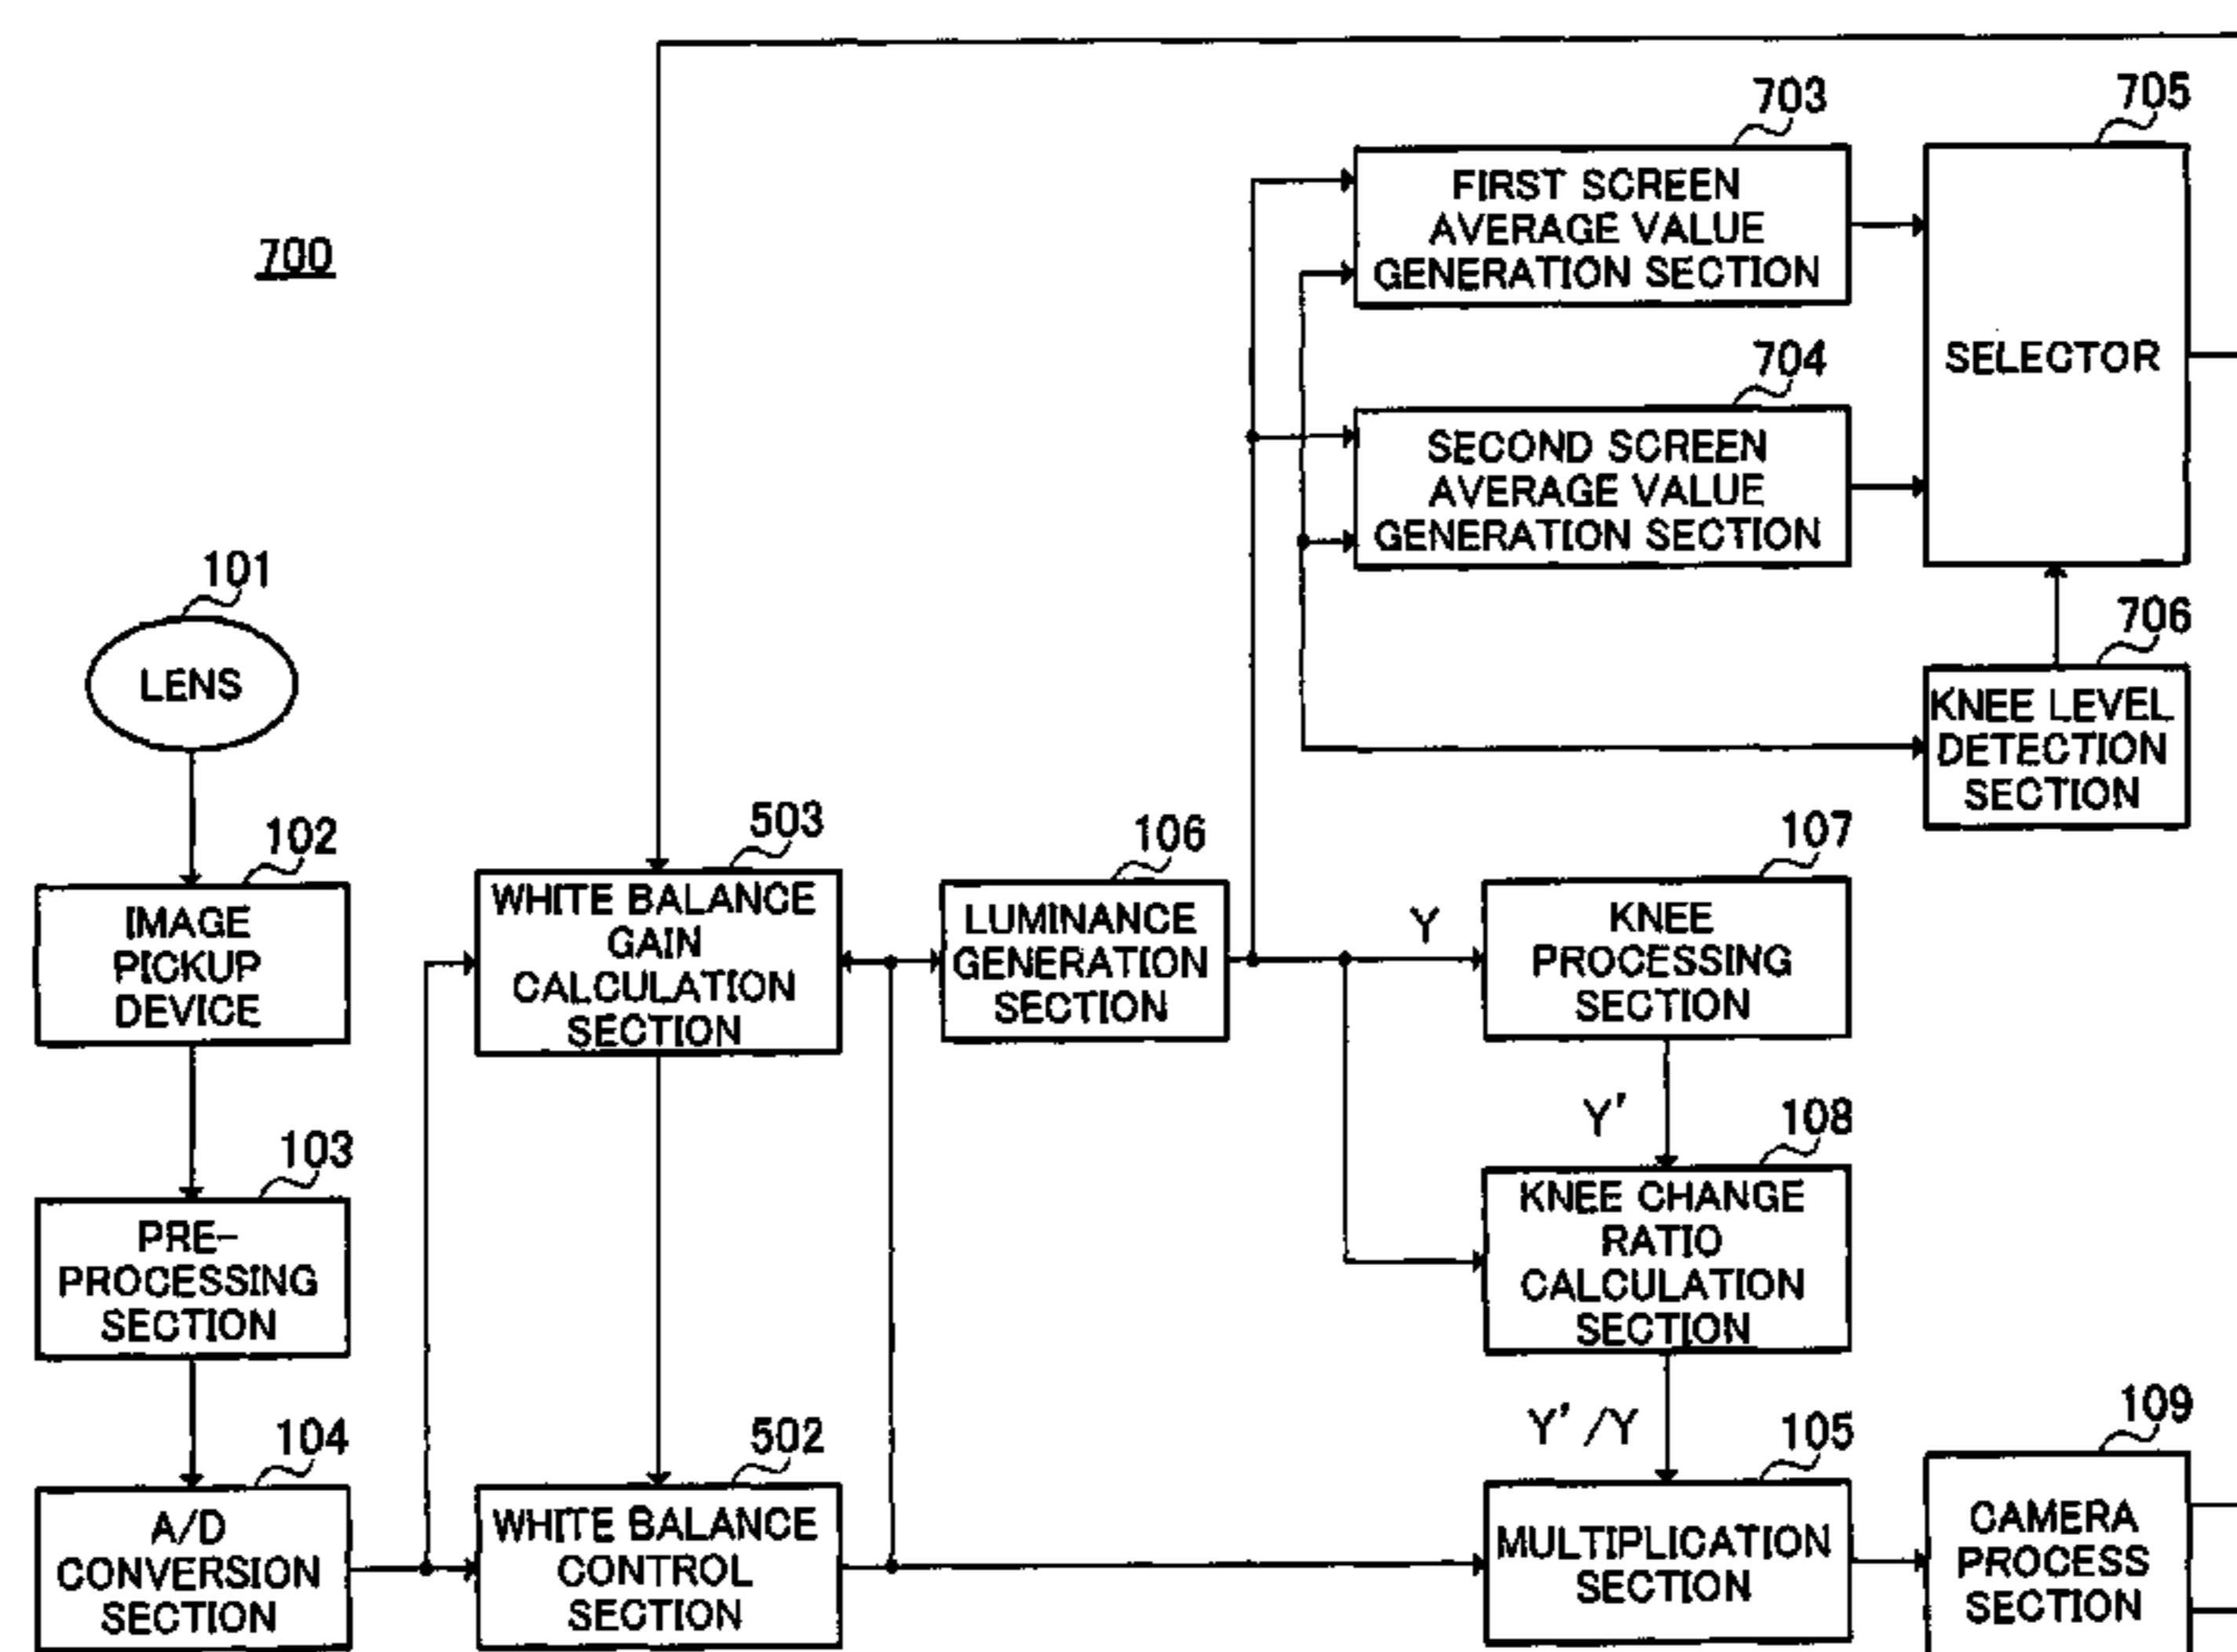 700
703
FIRST SCREEN
AVERAGE VALUE
GENERATION SECTION
705
SELECTOR
704
SECOND SCREEN
AVERAGE VALUE
GENERATION SECTION
706
KNEE LEVEL
DETECTION
SECTION
101
LENS
102
IMAGE
PICKUP
DEVICE
503
WHITE BALANCE
GAIN
CALCULATION
SECTION
106
LUMINANCE
GENERATION
SECTION
Y
107
KNEE
PROCESSING
SECTION
Y'
103
PRE-
PROCESSING
SECTION
108
KNEE CHANGE
RATIO
CALCULATION
SECTION
Y' /Y
104
A/D
CONVERSION
SECTION
502
WHITE BALANCE
CONTROL
SECTION
105
MULTIPLICATION
SECTION
109
CAMERA
PROCESS
SECTION